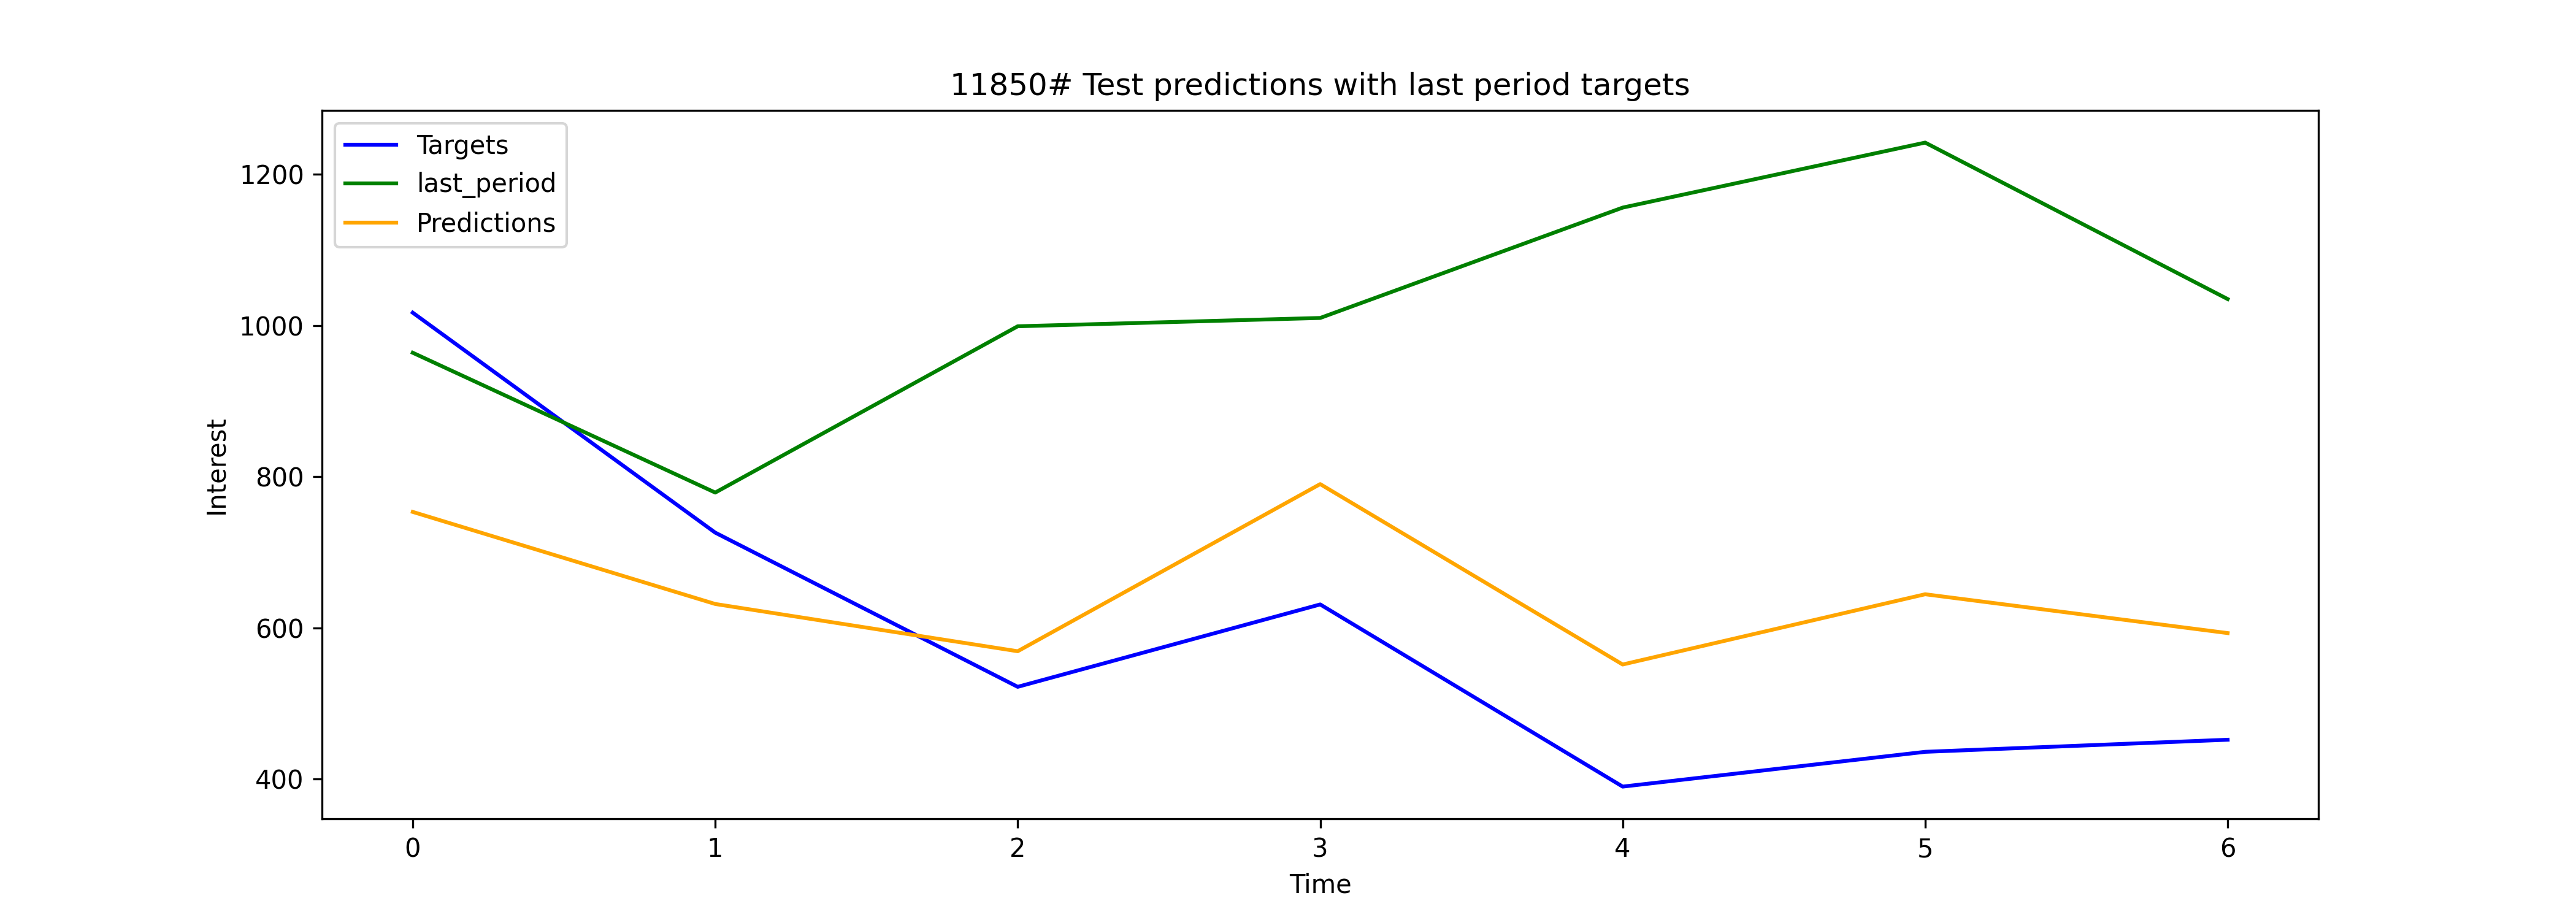 11850# Test predictions with last period targets
Targets
last_period
Predictions
1200
1000
800
600
400
Interest
0 1 2 3 4 5 6
Time